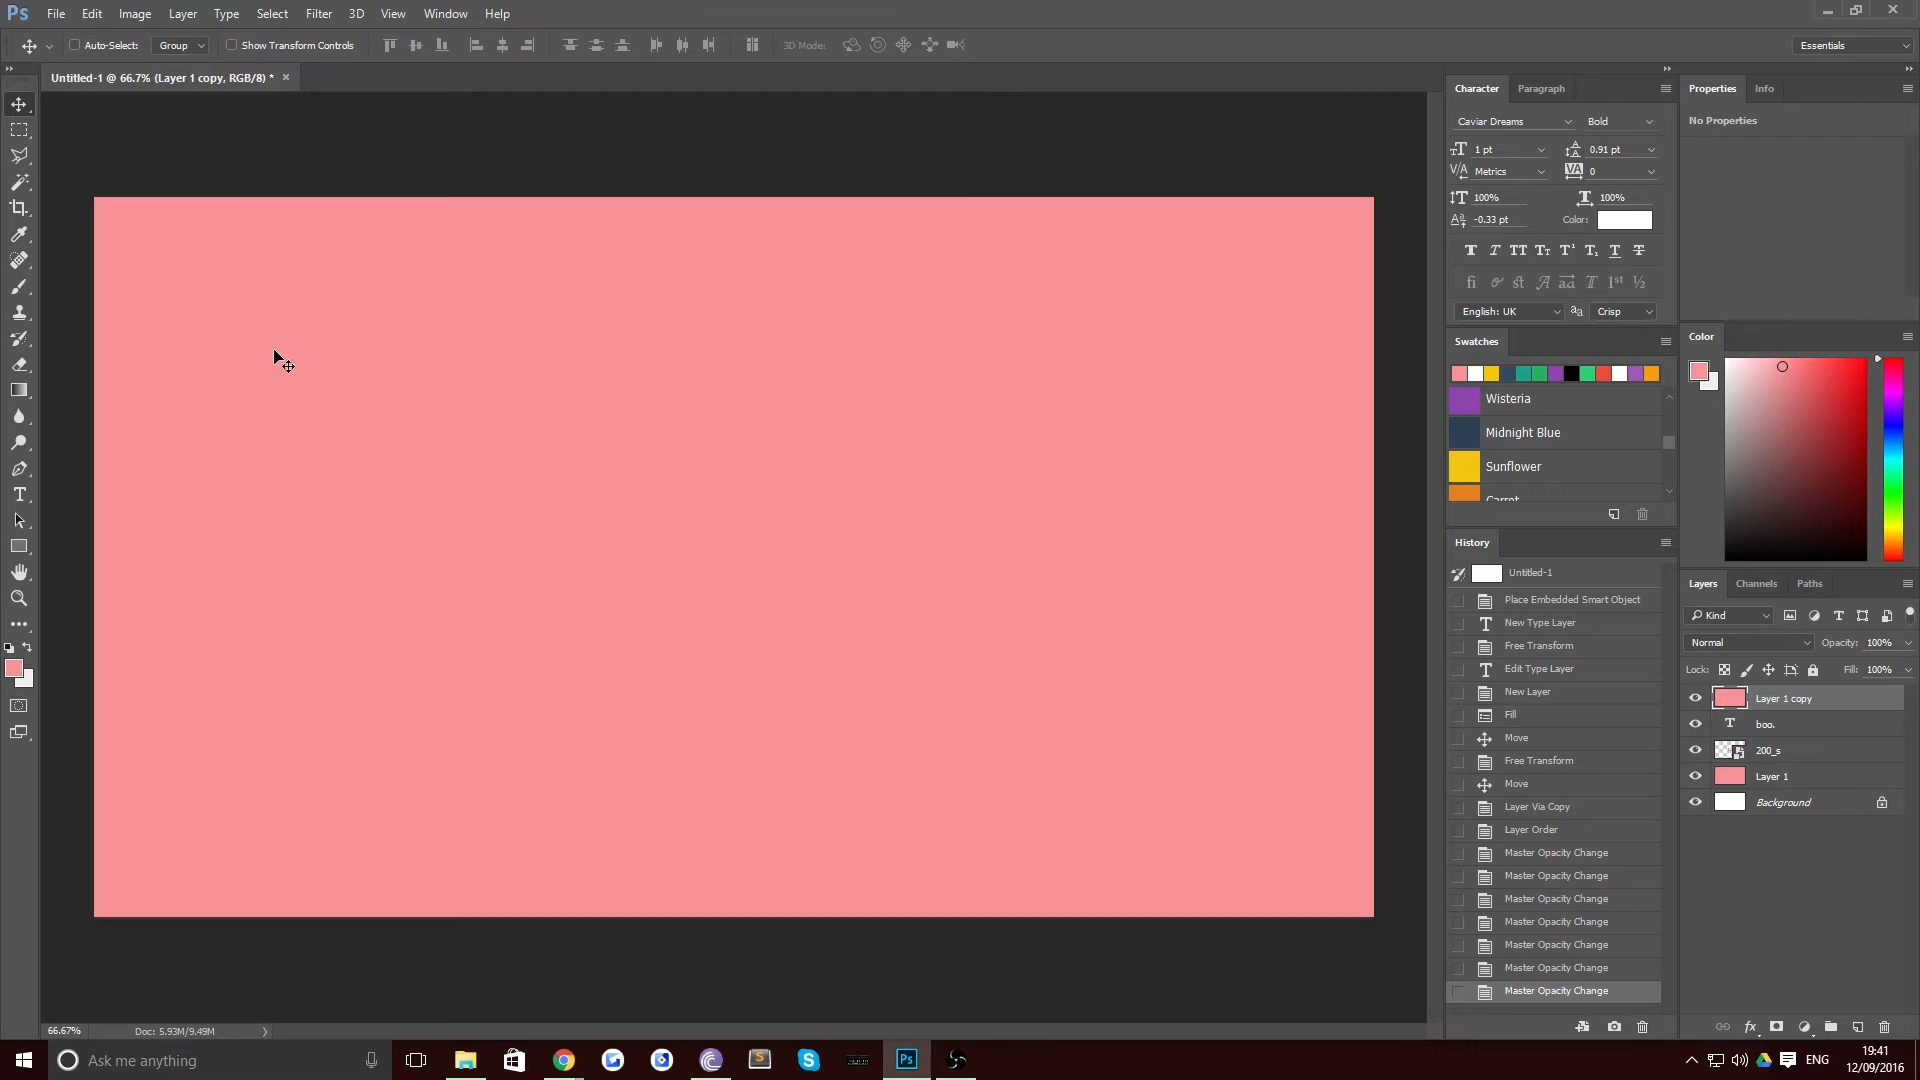 Ps File Edit Image Layer Type Select Filter 3D View Window Help
Auto-Select: Group Show Transform Controls 3D Mode: Essentials
Untitled-1 @ 66.7% (Layer 1 copy, RGB/8) *
Character Paragraph
Caviar Dreams Bold
1 pt 0.91 pt
Metrics 0
100% 100%
-0.33 pt Color:
English: UK Crisp
Swatches
Wisteria
Midnight Blue
Sunflower
Carrot
History
Untitled-1
Place Embedded Smart Object
New Type Layer
Free Transform
Edit Type Layer
New Layer
Fill
Move
Free Transform
Move
Layer Via Copy
Layer Order
Master Opacity Change
Master Opacity Change
Master Opacity Change
Master Opacity Change
Master Opacity Change
Master Opacity Change
Master Opacity Change
Properties Info
No Properties
Color
Layers Channels Paths
Kind
Normal Opacity: 100%
Lock: Fill: 100%
Layer 1 copy
boo.
200_s
Layer 1
Background
66.67% Doc: 5.93M/9.49M
Ask me anything
Ps
ENG
19:41
12/09/2016